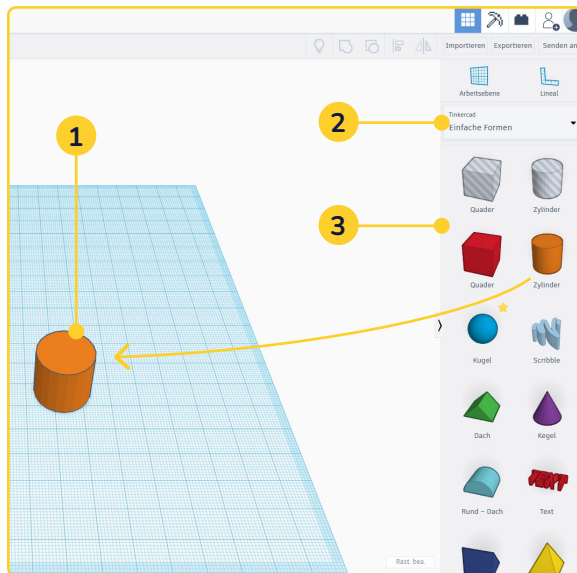 Importieren Exportieren Senden an
Arbeitsebene Lineal
1
2
Tinkercad
Einfache Formen
Quader Zylinder
3
Quader Zylinder
Kugel Scribble
Dach Kegel
TEXT
Rund – Dach Text
Rast. bea.